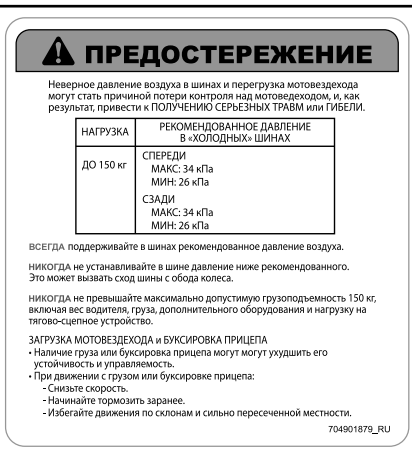 ПРЕДОСТЕРЕЖЕНИЕ
Неверное давление воздуха в шинах и перегрузка мотовездехода
могут стать причиной потери контроля над мотоведеходом, и, как
результат, привести к ПОЛУЧЕНИЮ СЕРЬЕЗНЫХ ТРАВМ или ГИБЕЛИ.
НАГРУЗКА
РЕКОМЕНДОВАННОЕ ДАВЛЕНИЕ
В «ХОЛОДНЫХ» ШИНАХ
ДО 150 кг
СПЕРЕДИ
МАКС: 34 кПа
МИН: 26 кПа
СЗАДИ
МАКС: 34 кПа
МИН: 26 кПа
ВСЕГДА поддерживайте в шинах рекомендованное давление воздуха.
НИКОГДА не устанавливайте в шине давление ниже рекомендованного.
Это может вызвать сход шины с обода колеса.
НИКОГДА не превышайте максимально допустимую грузоподъемность 150 кг,
включая вес водителя, груза, дополнительного оборудования и нагрузку на
тягово-сцепное устройство.
ЗАГРУЗКА МОТОВЕЗДЕХОДА и БУКСИРОВКА ПРИЦЕПА
• Наличие груза или буксировка прицепа могут могут ухудшить его
устойчивость и управляемость.
• При движении с грузом или буксировке прицепа:
- Снизьте скорость.
- Начинайте тормозить заранее.
- Избегайте движения по склонам и сильно пересеченной местности.
704901879_RU